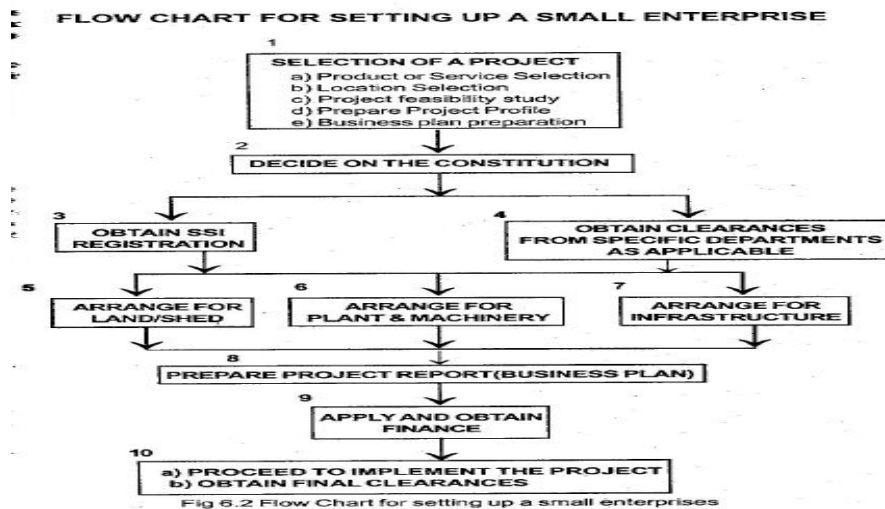 FLOW CHART FOR SETTING UP A SMALL ENTERPRISE
1
SELECTION OF A PROJECT
a) Product or Service Selection
b) Location Selection
c) Project feasibility study
d) Prepare Project Profile
e) Business plan preparation
2
DECIDE ON THE CONSTITUTION
3
OBTAIN SSI
REGISTRATION
4
OBTAIN CLEARANCES
FROM SPECIFIC DEPARTMENTS
AS APPLICABLE
5
ARRANGE FOR
LAND/SHED
6
ARRANGE FOR
PLANT & MACHINERY
7
ARRANGE FOR
INFRASTRUCTURE
8
PREPARE PROJECT REPORT(BUSINESS PLAN)
9
APPLY AND OBTAIN
FINANCE
10
a) PROCEED TO IMPLEMENT THE PROJECT
b) OBTAIN FINAL CLEARANCES
Fig 6.2 Flow Chart for setting up a small enterprises